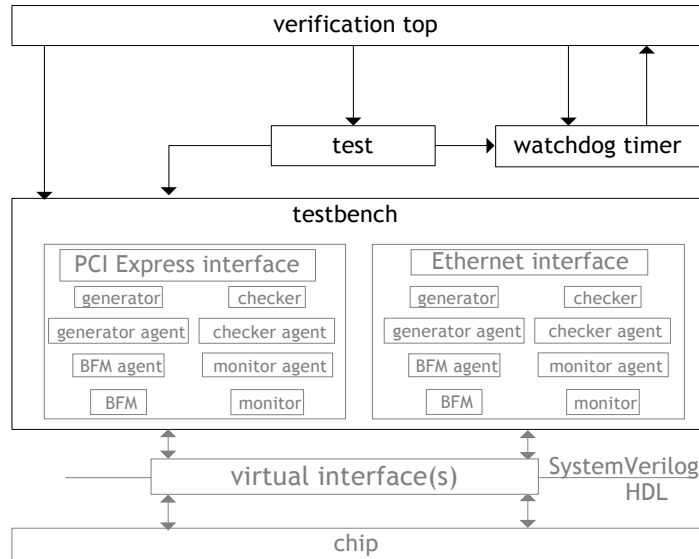 verification top
test
watchdog timer
testbench
PCI Express interface
generator
checker
generator agent
checker agent
BFM agent
monitor agent
BFM
monitor
Ethernet interface
generator
checker
generator agent
checker agent
BFM agent
monitor agent
BFM
monitor
virtual interface(s)
SystemVerilog
HDL
chip